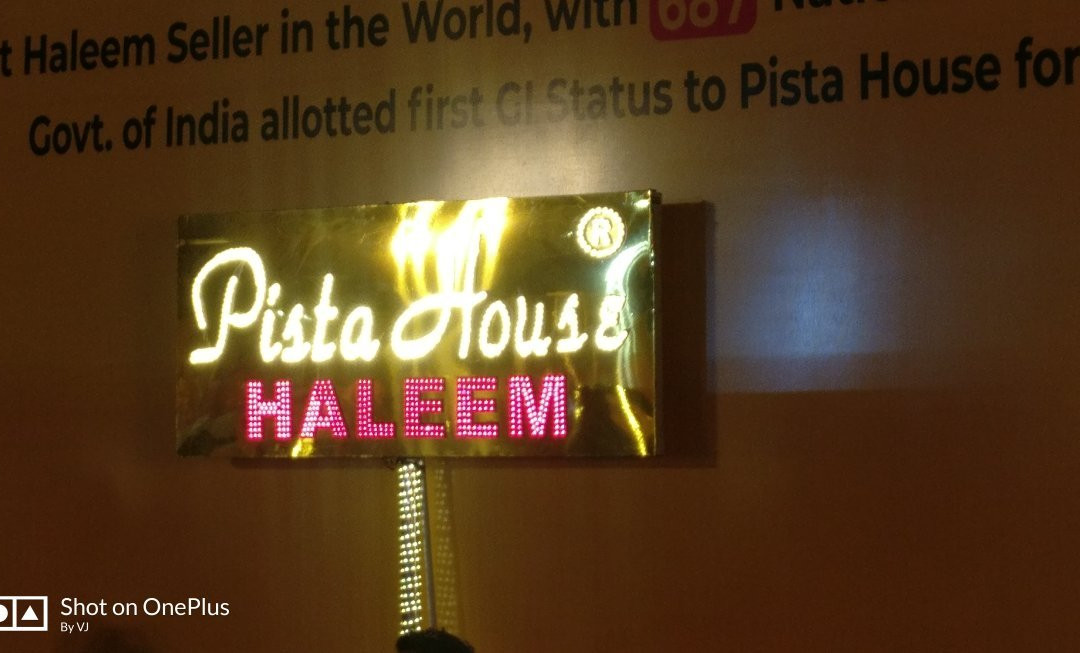 t Haleem Seller in the World, with 687
Govt. of India allotted first GI Status to Pista House for
Pista House ®
HALEEM
Shot on OnePlus
By VJ